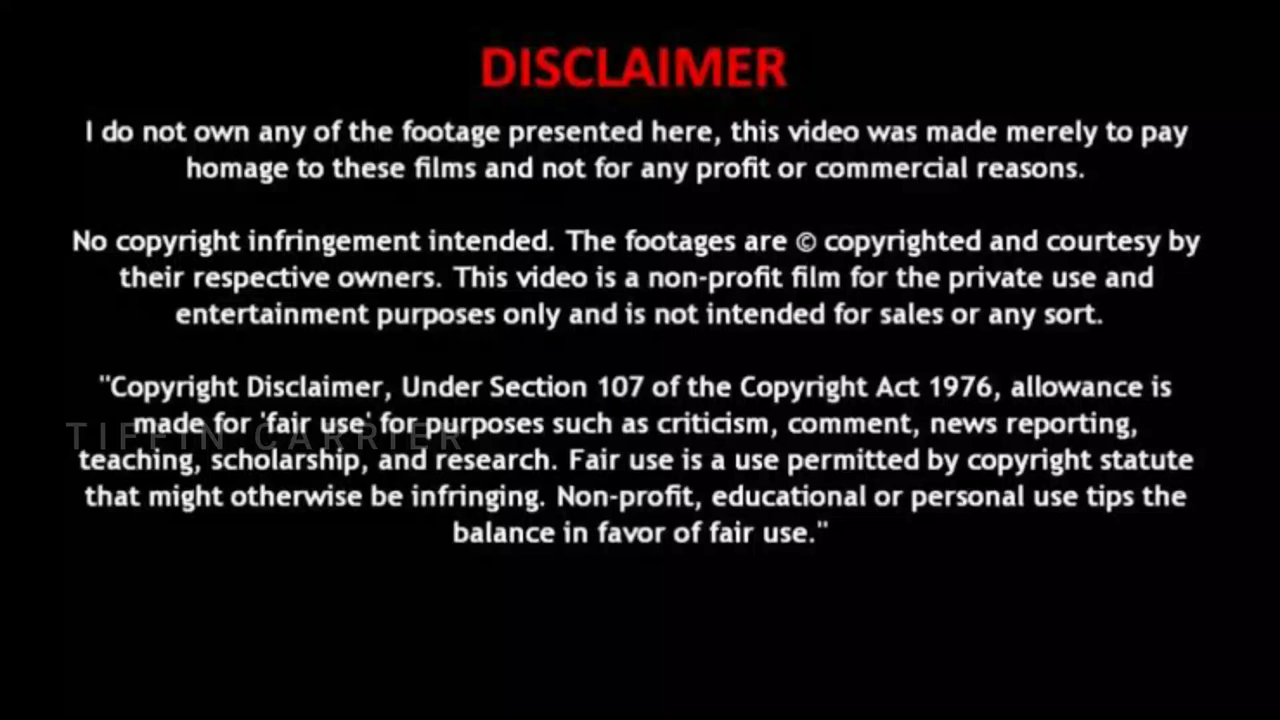 DISCLAIMER
I do not own any of the footage presented here, this video was made merely to pay
homage to these films and not for any profit or commercial reasons.
No copyright infringement intended. The footages are © copyrighted and courtesy by
their respective owners. This video is a non-profit film for the private use and
entertainment purposes only and is not intended for sales or any sort.
"Copyright Disclaimer, Under Section 107 of the Copyright Act 1976, allowance is
made for 'fair use' for purposes such as criticism, comment, news reporting,
TIFFIN CARRIER
teaching, scholarship, and research. Fair use is a use permitted by copyright statute
that might otherwise be infringing. Non-profit, educational or personal use tips the
balance in favor of fair use."